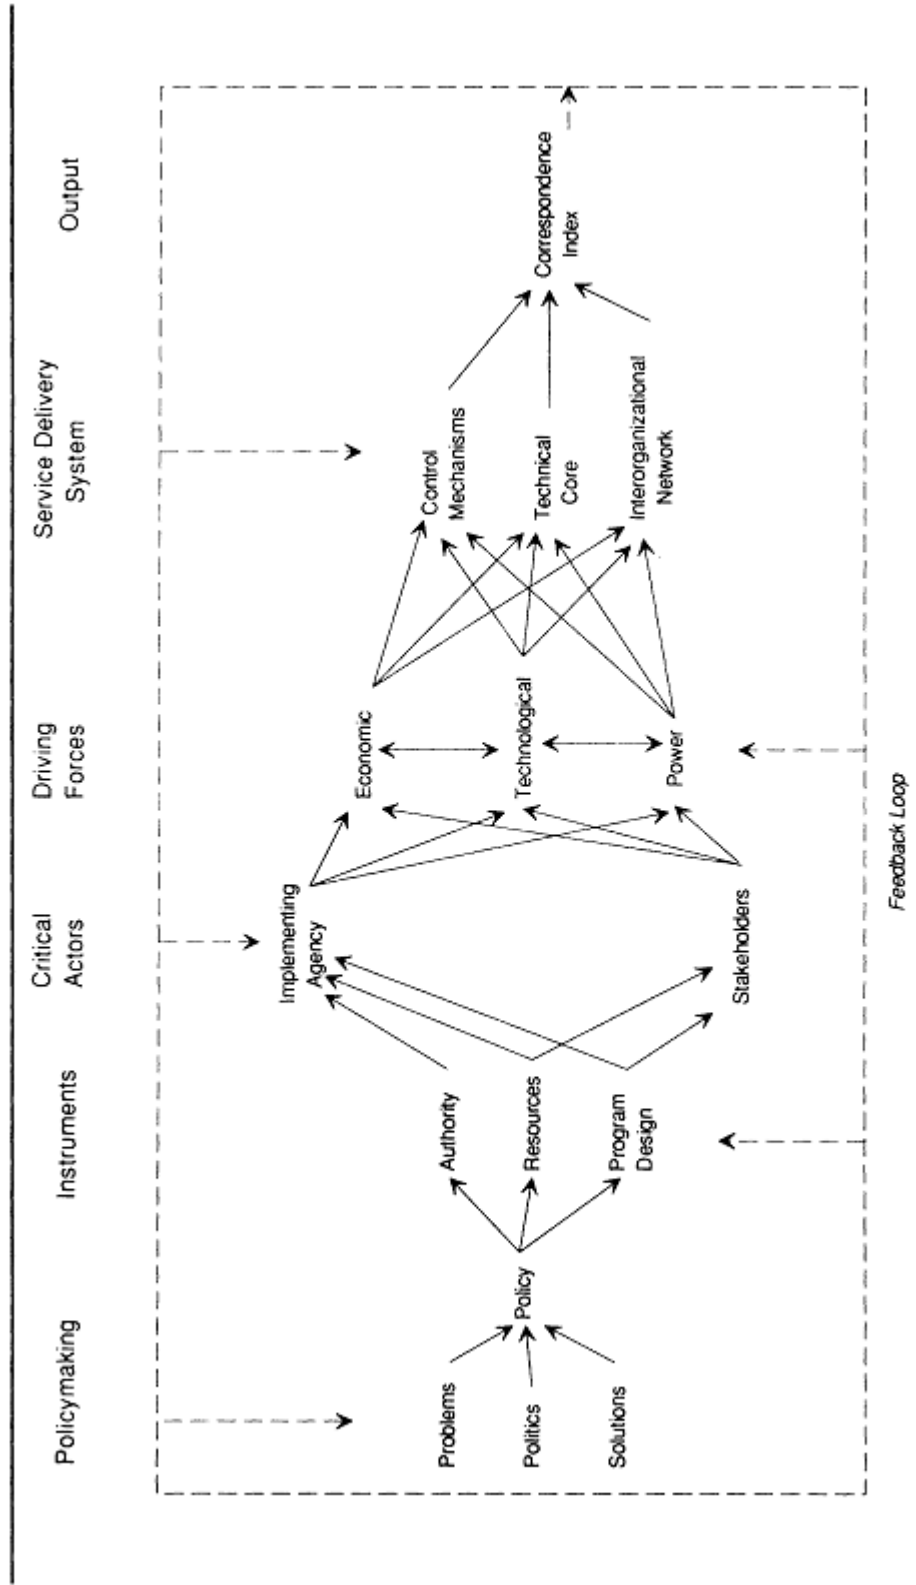 Policymaking
Instruments
Critical
Actors
Driving
Forces
Service Delivery
System
Output
Problems
Politics
Solutions
Policy
Authority
Resources
Program
Design
Implementing
Agency
Stakeholders
Economic
Technological
Power
Control
Mechanisms
Technical
Core
Interorganizational
Network
Correspondence
Index
Feedback Loop